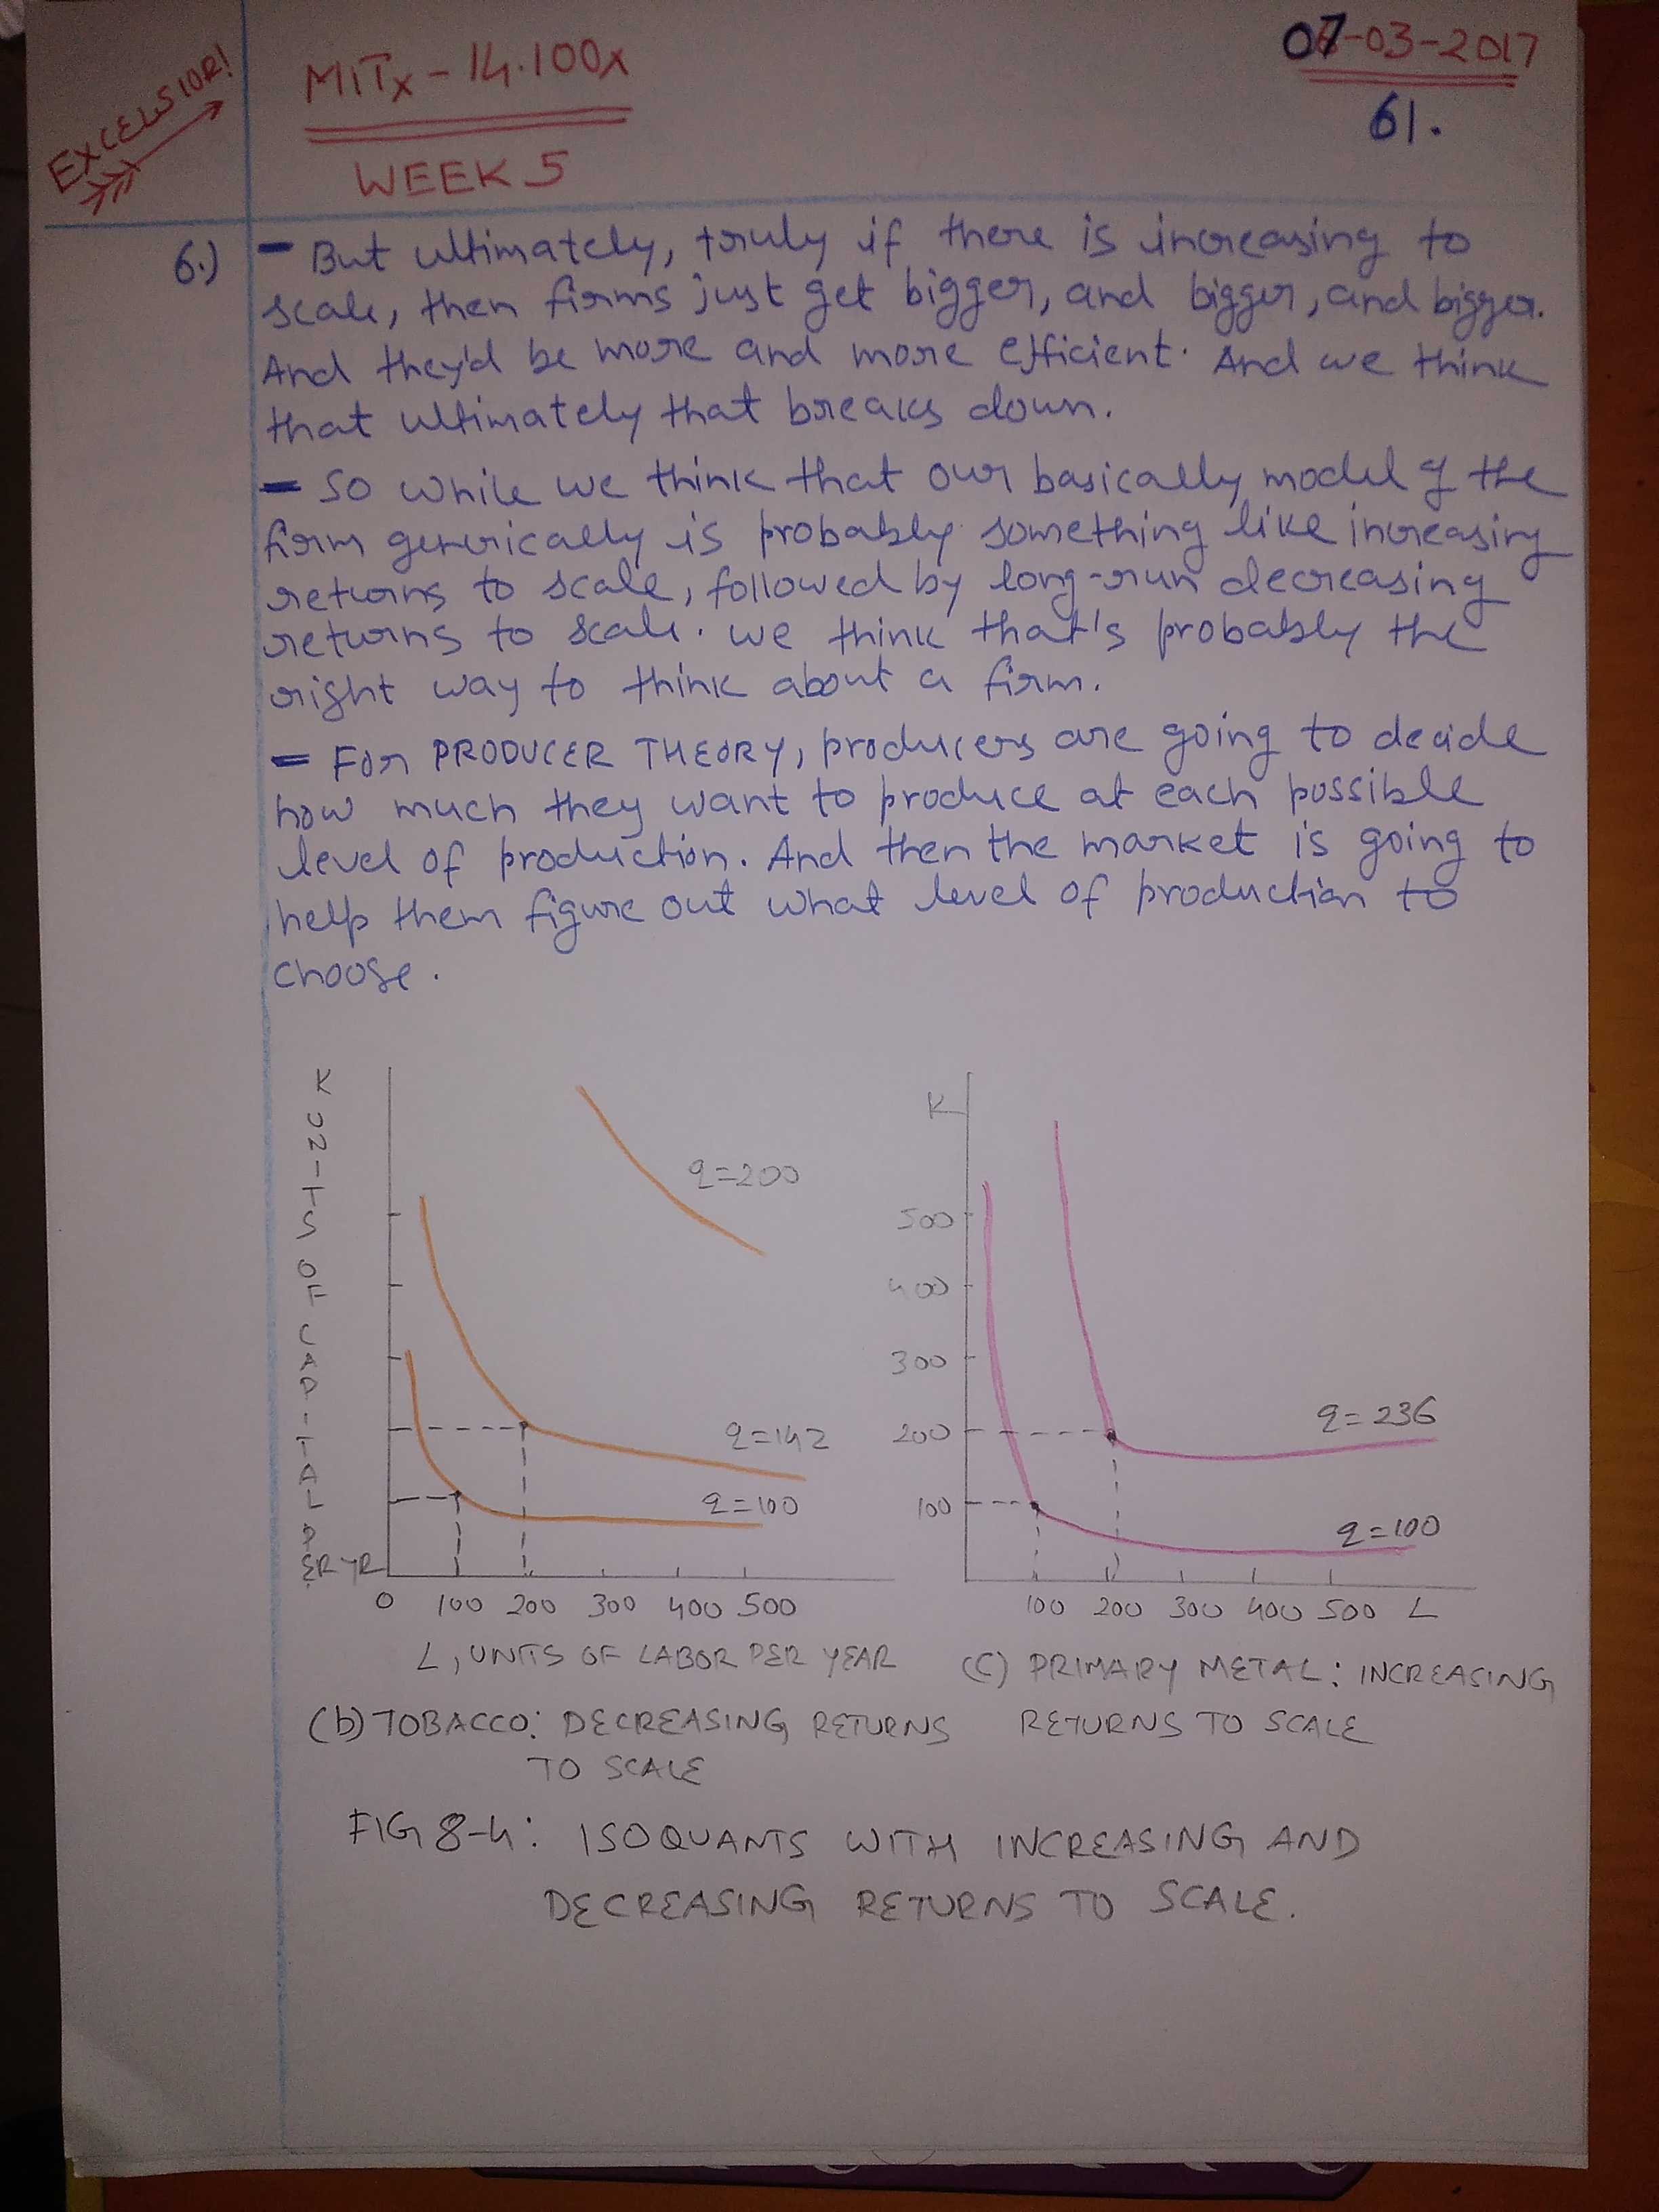 EXCELSIOR!
MITx - 14.100x
WEEK 5
07-03-2017
61.
6.) - But ultimately, truly if there is increasing to
scale, then firms just get bigger, and bigger, and bigger.
And they'd be more and more efficient. And we think
that ultimately that breaks down.
- So while we think that our basically model of the
firm generically is probably something like increasing
returns to scale, followed by long-run decreasing
returns to scale. we think that's probably the
right way to think about a firm.
- For PRODUCER THEORY, producers are going to decide
how much they want to produce at each possible
level of production. And then the market is going to
help them figure out what level of production to
choose.
K UNITS OF CAPITAL PER YR
q=200
q=142
q=100
0 100 200 300 400 500
L, UNITS OF LABOR PER YEAR
(b) TOBACCO: DECREASING RETURNS
TO SCALE
K
500
400
300
200
100
q=236
q=100
100 200 300 400 500 L
(C) PRIMARY METAL: INCREASING
RETURNS TO SCALE
FIG 8-4: ISOQUANTS WITH INCREASING AND
DECREASING RETURNS TO SCALE.